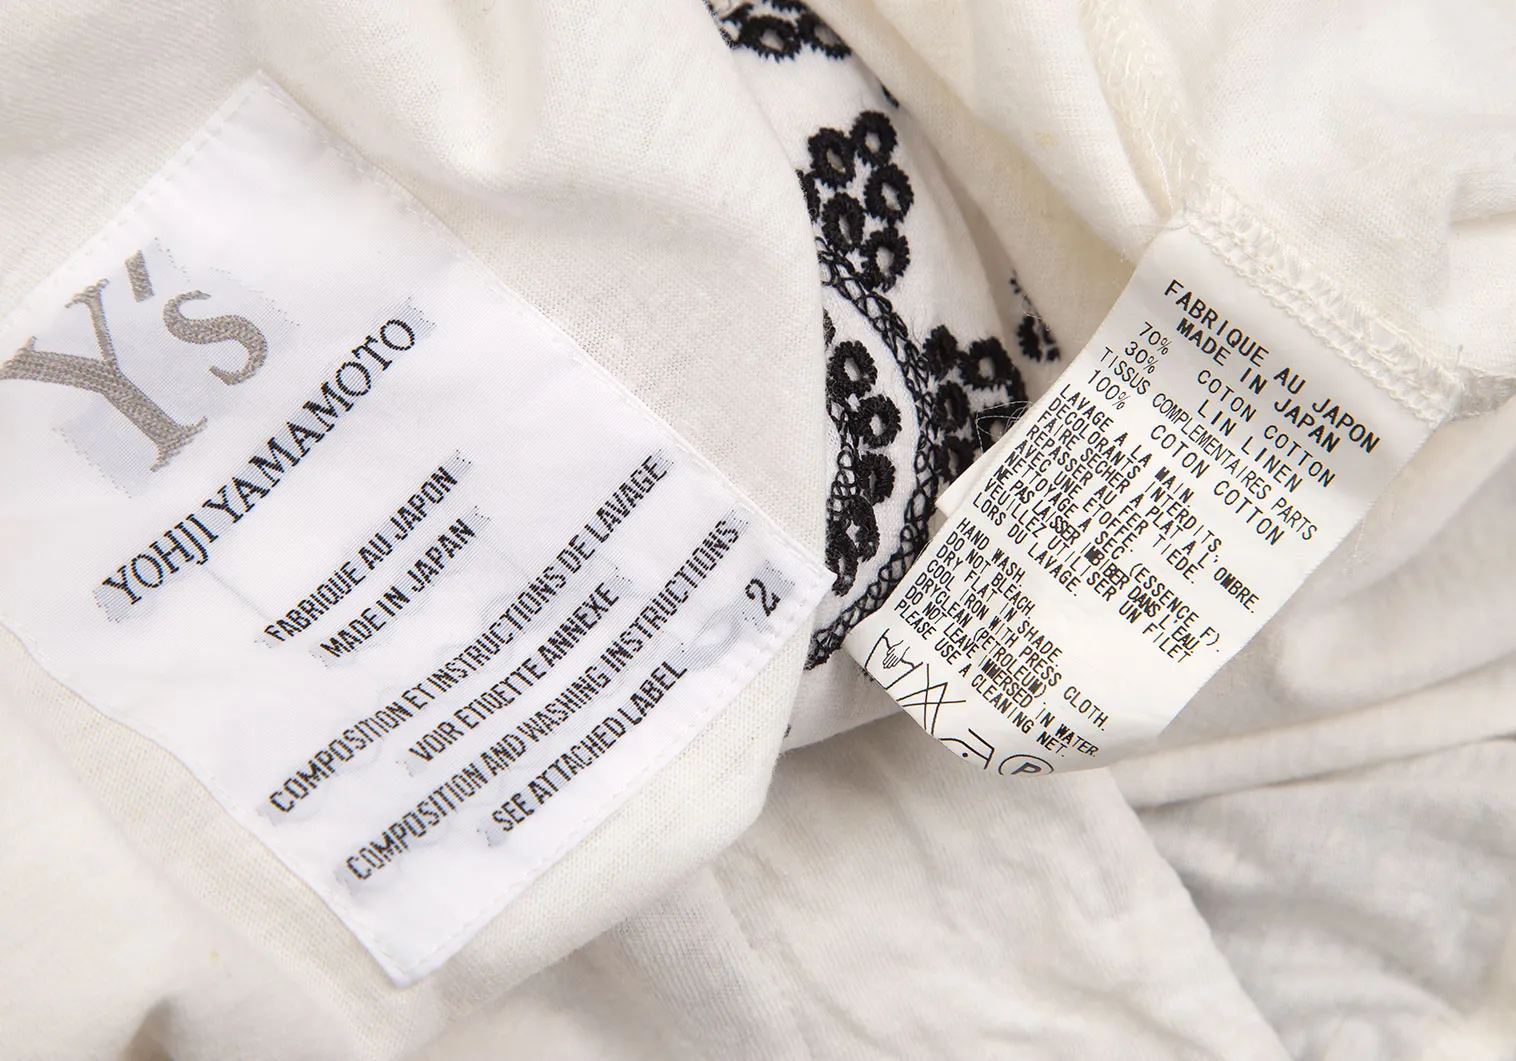 Y's
YOHJI YAMAMOTO
FABRIQUE AU JAPON
MADE IN JAPAN
COMPOSITION ET INSTRUCTIONS DE LAVAGE
VOIR ETIQUETTE ANNEXE
COMPOSITION AND WASHING INSTRUCTIONS
SEE ATTACHED LABEL
2
FABRIQUE AU JAPON
MADE IN JAPAN
70% COTON COTTON
30% LIN LINEN
TISSUS COMPLEMENTAIRES PARTS
100% COTON COTTON
LAVAGE A LA MAIN.
DECOLORANTS INTERDITS.
FAIRE SECHER A PLAT A L'OMBRE.
REPASSER AU FER TIEDE.
AVEC UNE ETOFFE.
NETTOYAGE A SEC. (ESSENCE F).
NE PAS LAISSER IMBIBER DANS L'EAU.
VEUILLEZ UTILISER UN FILET
LORS DU LAVAGE.
HAND WASH.
DO NOT BLEACH.
DRY FLAT IN SHADE.
COOL IRON WITH PRESS CLOTH.
DRYCLEAN (PETROLEUM)
DO NOT LEAVE IMMERSED IN WATER.
PLEASE USE A CLEANING NET.
P